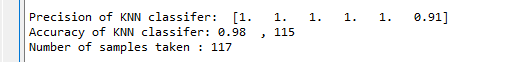 Precision of KNN classifer:  [1.   1.   1.   1.   1.   0.91]
Accuracy of KNN classifer: 0.98  , 115
Number of samples taken : 117